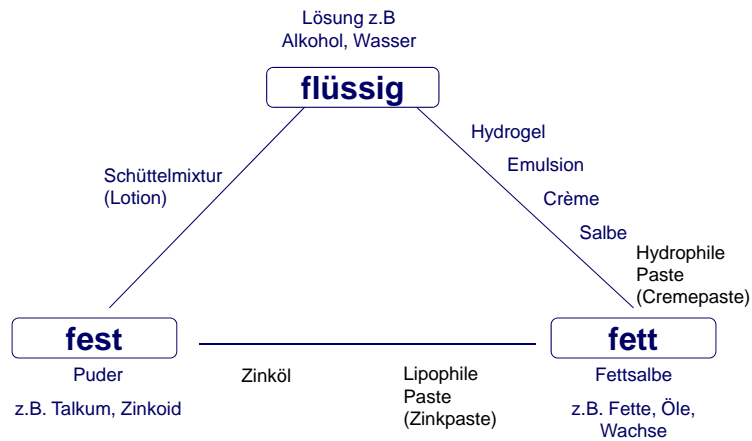 Lösung z.B
Alkohol, Wasser
flüssig
Hydrogel
Emulsion
Schüttelmixtur
(Lotion)
Crème
Salbe
Hydrophile
Paste
(Cremepaste)
fest
fett
Puder
z.B. Talkum, Zinkoid
Zinköl
Lipophile
Paste
(Zinkpaste)
Fettsalbe
z.B. Fette, Öle,
Wachse